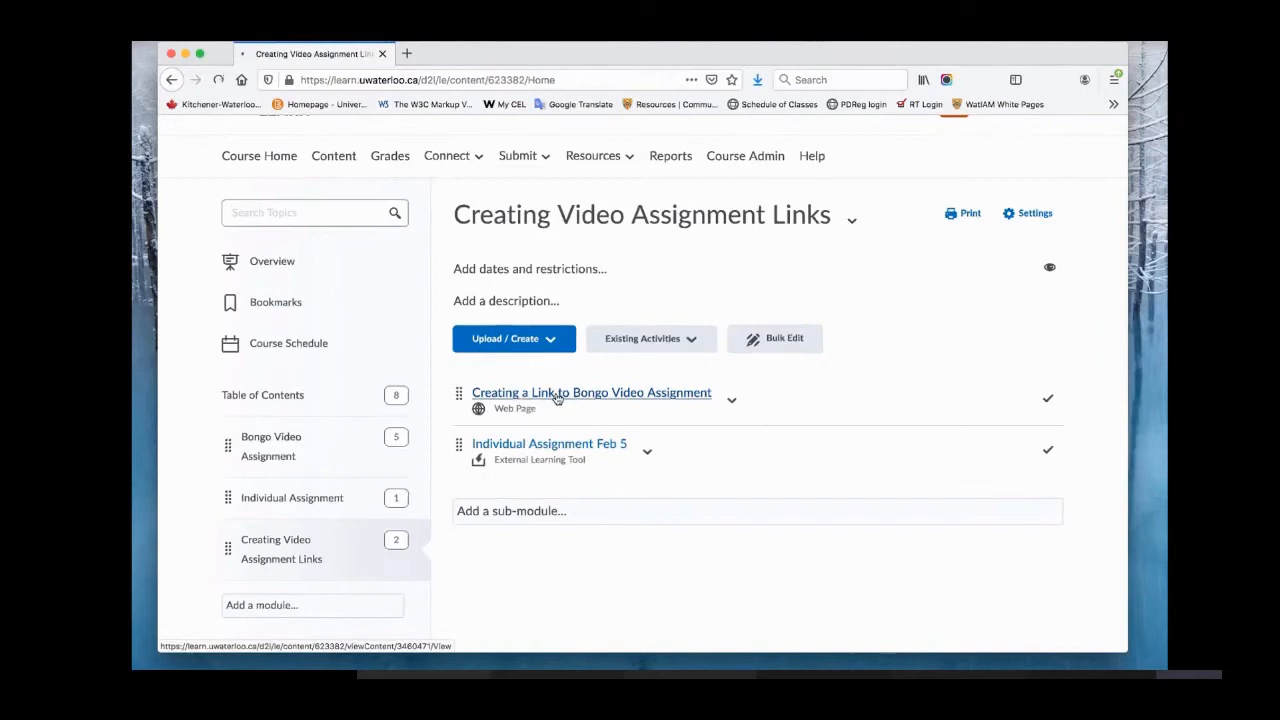 Creating Video Assignment Lin
https://learn.uwaterloo.ca/d2l/le/content/623382/Home
Search
Kitchener-Waterloo... Homepage - Univer... W3 The W3C Markup V... W My CEL Google Translate Resources | Commu... Schedule of Classes PDReg login RT Login WatIAM White Pages
Course Home Content Grades Connect Submit Resources Reports Course Admin Help
Search Topics
Overview
Bookmarks
Course Schedule
Table of Contents 8
Bongo Video
Assignment
5
Individual Assignment 1
Creating Video
Assignment Links
2
Add a module...
Creating Video Assignment Links
Print Settings
Add dates and restrictions...
Add a description...
Upload / Create Existing Activities Bulk Edit
Creating a Link to Bongo Video Assignment
Web Page
Individual Assignment Feb 5
External Learning Tool
Add a sub-module...
https://learn.uwaterloo.ca/d2l/le/content/623382/viewContent/3460471/View